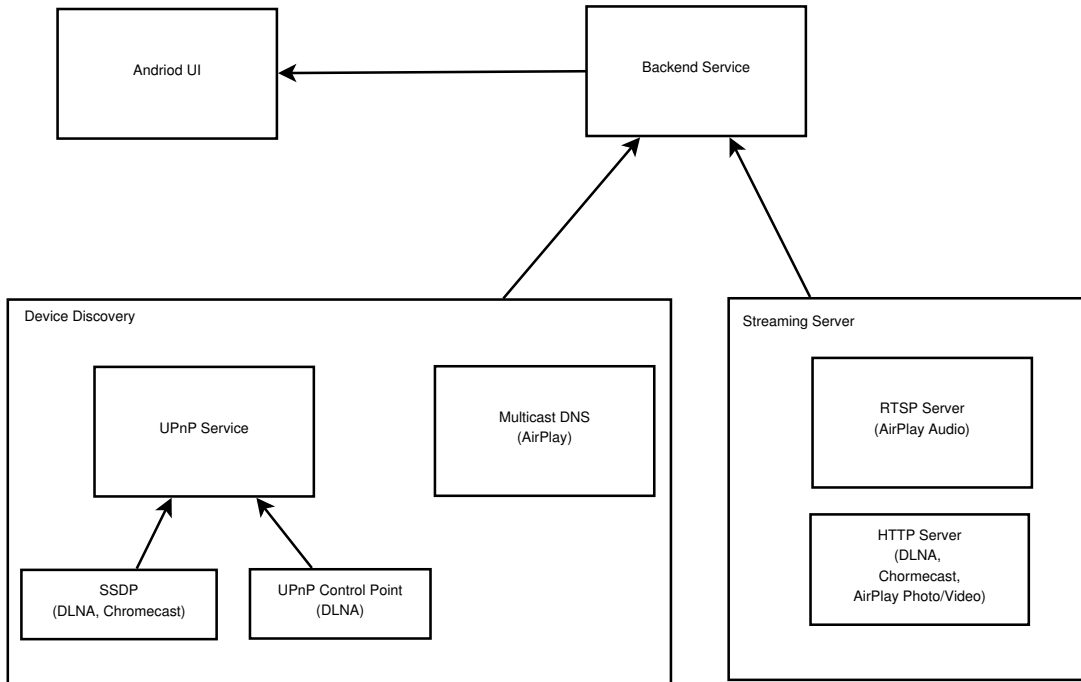 Andriod UI
Backend Service
Device Discovery
UPnP Service
Multicast DNS
(AirPlay)
SSDP
(DLNA, Chromecast)
UPnP Control Point
(DLNA)
Streaming Server
RTSP Server
(AirPlay Audio)
HTTP Server
(DLNA,
Chormecast,
AirPlay Photo/Video)